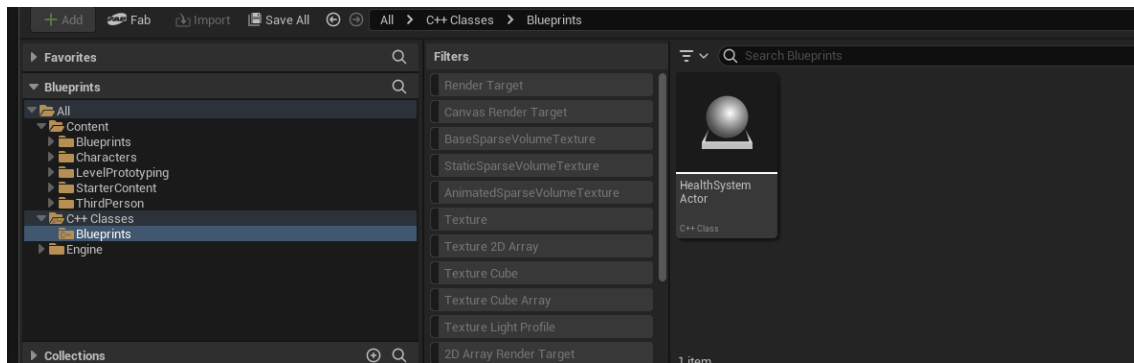 + Add Fab Import Save All All > C++ Classes > Blueprints
Favorites
Blueprints
All
Content
Blueprints
Characters
LevelPrototyping
StarterContent
ThirdPerson
C++ Classes
Blueprints
Engine
Collections
Filters
Render Target
Canvas Render Target
BaseSparseVolumeTexture
StaticSparseVolumeTexture
AnimatedSparseVolumeTexture
Texture
Texture 2D Array
Texture Cube
Texture Cube Array
Texture Light Profile
2D Array Render Target
Search Blueprints
HealthSystem
Actor
C++ Class
1 item